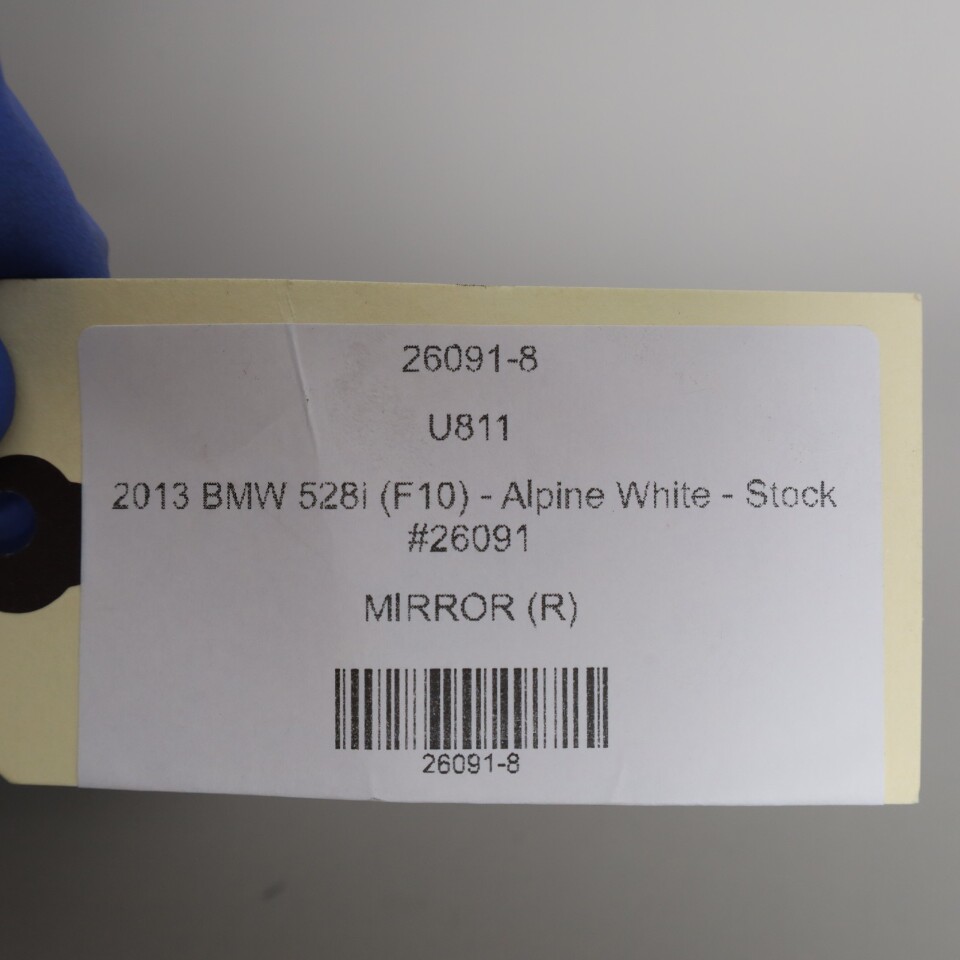 26091-8
U811
2013 BMW 528i (F10) - Alpine White - Stock
#26091
MIRROR (R)
26091-8